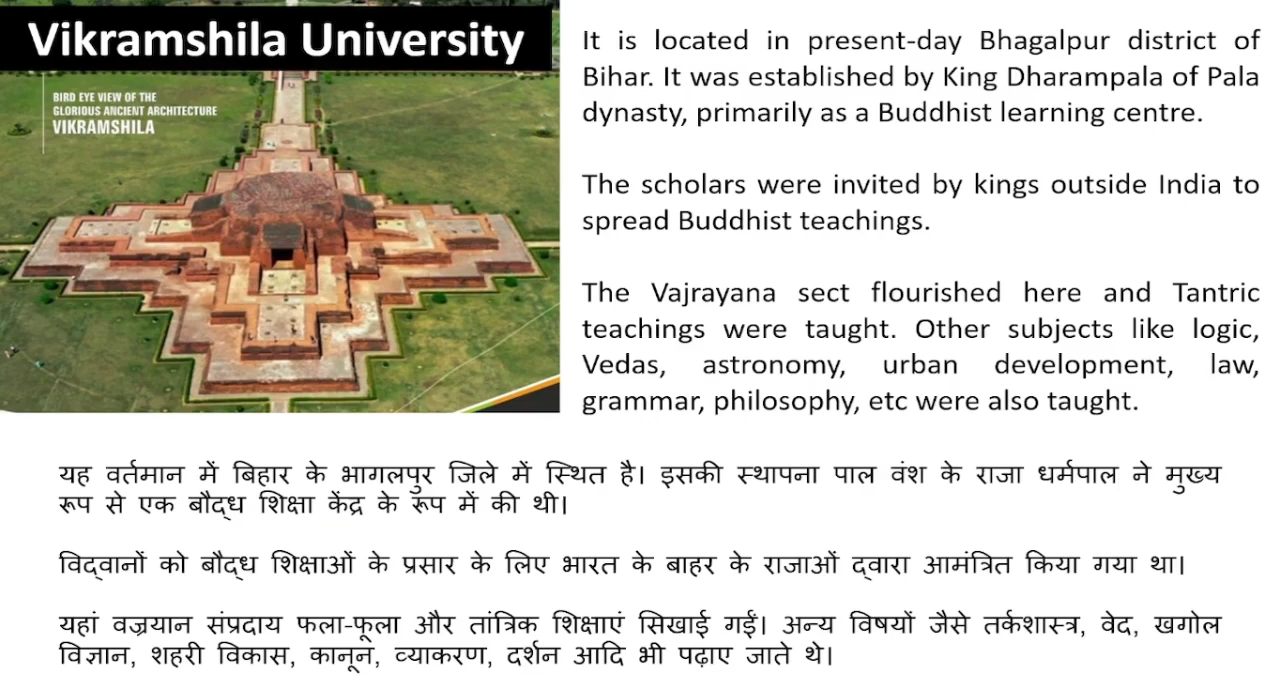 Vikramshila University
BIRD EYE VIEW OF THE
GLORIOUS ANCIENT ARCHITECTURE
VIKRAMSHILA
It is located in present-day Bhagalpur district of
Bihar. It was established by King Dharampala of Pala
dynasty, primarily as a Buddhist learning centre.
The scholars were invited by kings outside India to
spread Buddhist teachings.
The Vajrayana sect flourished here and Tantric
teachings were taught. Other subjects like logic,
Vedas, astronomy, urban development, law,
grammar, philosophy, etc were also taught.
यह वर्तमान में बिहार के भागलपुर जिले में स्थित है। इसकी स्थापना पाल वंश के राजा धर्मपाल ने मुख्य
रूप से एक बौद्ध शिक्षा केंद्र के रूप में की थी।
विद्वानों को बौद्ध शिक्षाओं के प्रसार के लिए भारत के बाहर के राजाओं द्वारा आमंत्रित किया गया था।
यहां वज्रयान संप्रदाय फला-फूला और तांत्रिक शिक्षाएं सिखाई गईं। अन्य विषयों जैसे तर्कशास्त्र, वेद, खगोल
विज्ञान, शहरी विकास, कानून, व्याकरण, दर्शन आदि भी पढ़ाए जाते थे।